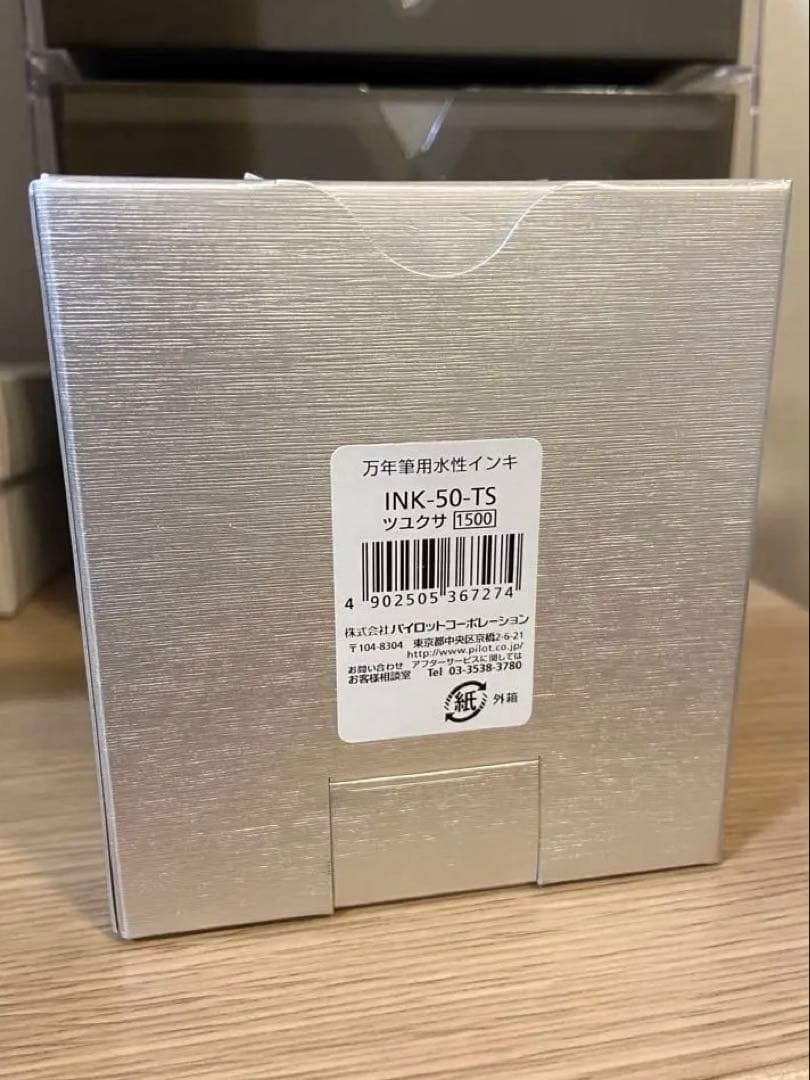 万年筆用水性インキ
INK-50-TS
ツユクサ 1500
4 902505 367274
株式会社パイロットコーポレーション
〒104-8304 東京都中央区京橋2-6-21
http://www.pilot.co.jp/
お問い合わせ アフターサービスに関しては
お客様相談室 Tel 03-3538-3780
紙 外箱